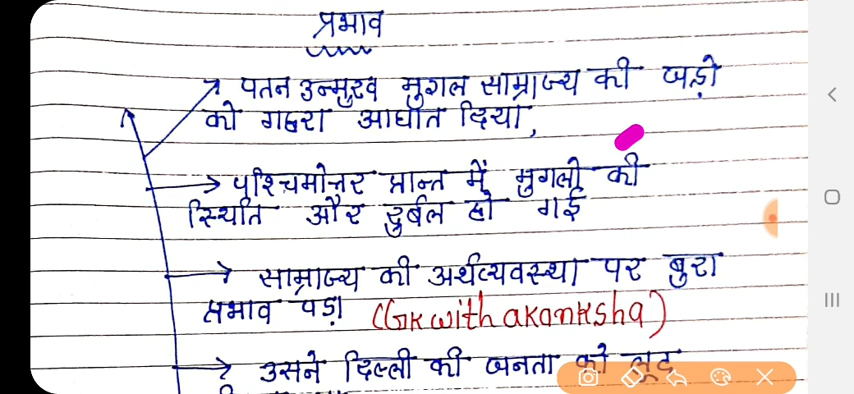 प्रभाव
पतन उन्मुख मुगल साम्राज्य की जड़ो
को गहरा आघात दिया,
पश्चिमोत्तर प्रान्त में मुगलो की
स्थिति और दुर्बल हो गई
साम्राज्य की अर्थव्यवस्था पर बुरा
प्रभाव पड़ा (GK with akanksha)
उसने दिल्ली की जनता को लूट